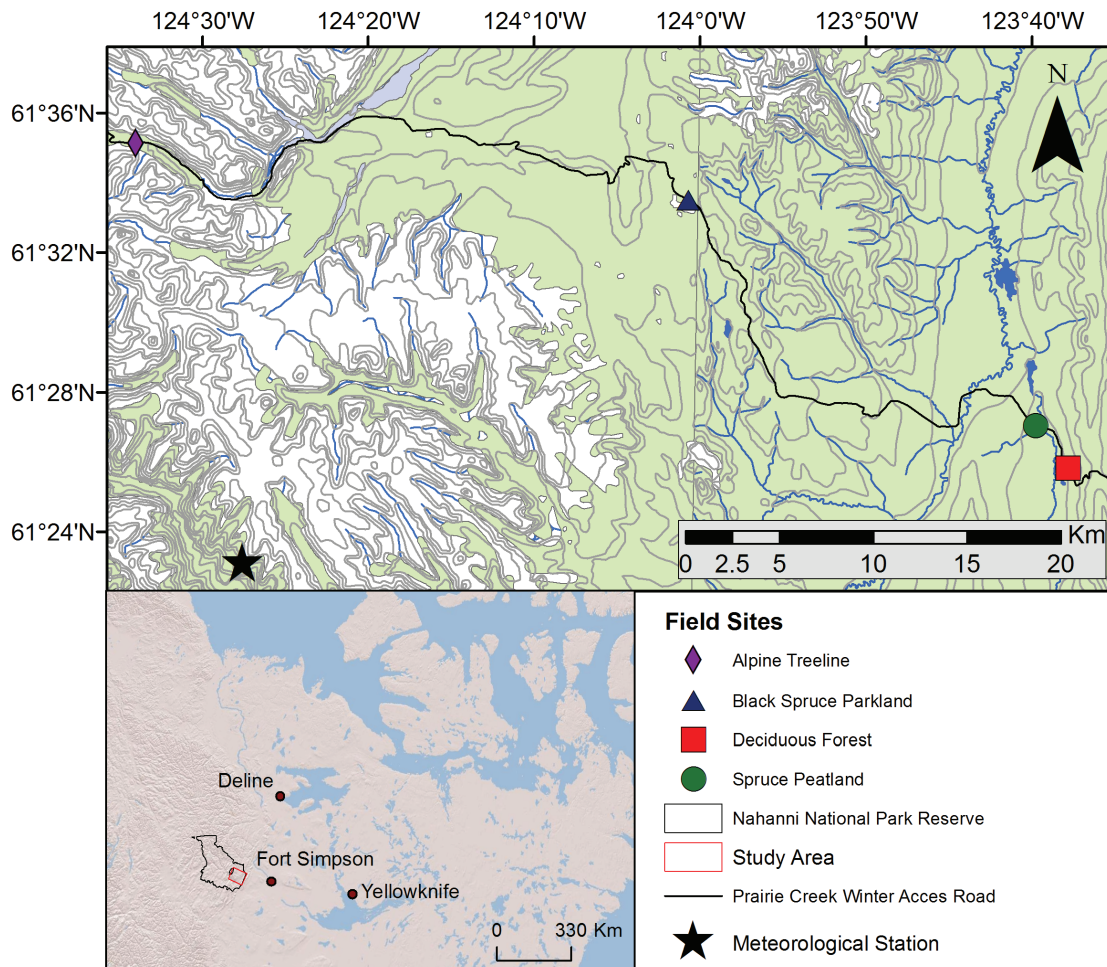 124°30'W 124°20'W 124°10'W 124°0'W 123°50'W 123°40'W
61°36'N
61°32'N
61°28'N
61°24'N
N
Km
0 2.5 5 10 15 20
Deline
Fort Simpson
Yellowknife
0 330 Km
Field Sites
Alpine Treeline
Black Spruce Parkland
Deciduous Forest
Spruce Peatland
Nahanni National Park Reserve
Study Area
Prairie Creek Winter Acces Road
Meteorological Station